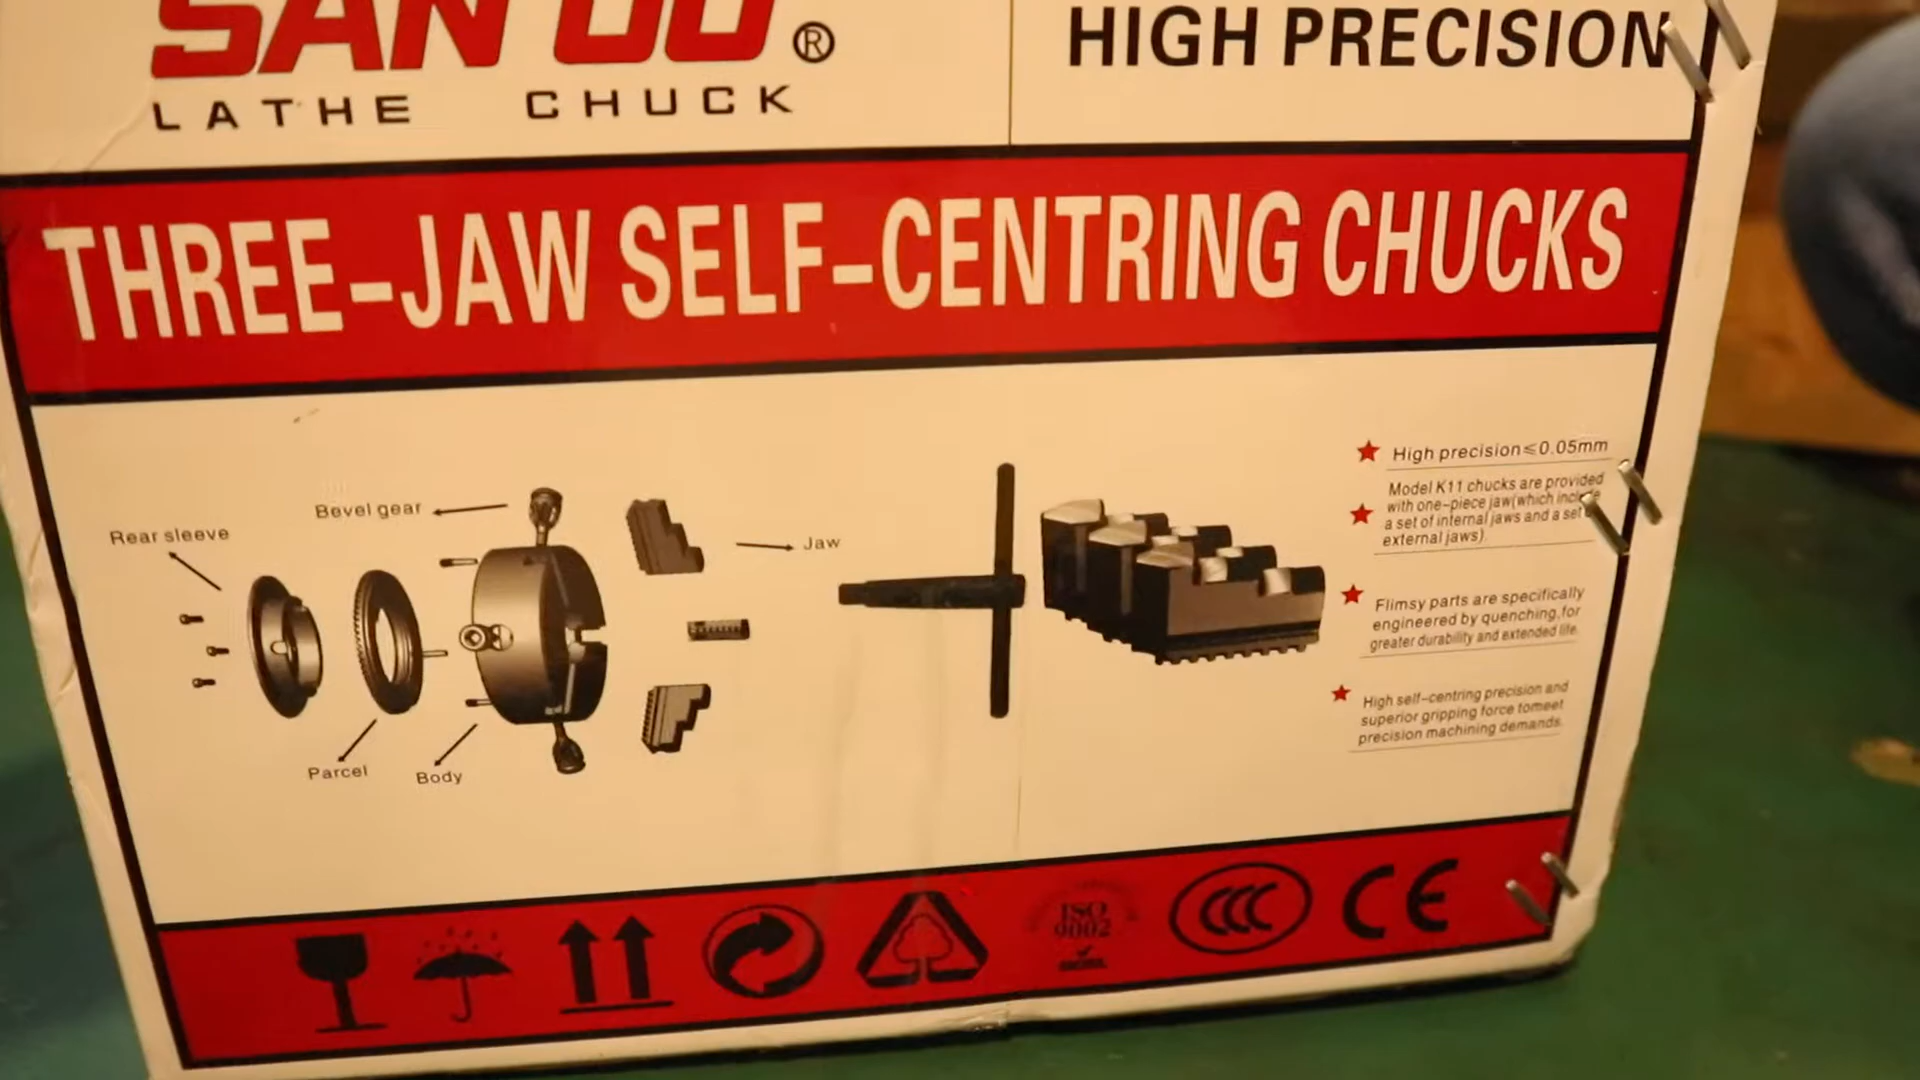 SAN OU ®
HIGH PRECISION
LATHE CHUCK
THREE-JAW SELF-CENTRING CHUCKS
Rear sleeve
Bevel gear
Jaw
Parcel
Body
★ High precision≤0.05mm
★ Model K11 chucks are provided
with one-piece jaw(which include
a set of internal jaws and a set
external jaws).
★ Flimsy parts are specifically
engineered by quenching,for
greater durability and extended life.
★ High self-centring precision and
superior gripping force tomeet
precision machining demands.
ISO
9002
CCC
CE